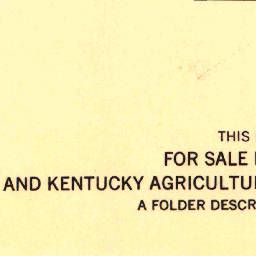 THIS
FOR SALE
AND KENTUCKY AGRICULTU
A FOLDER DESCR